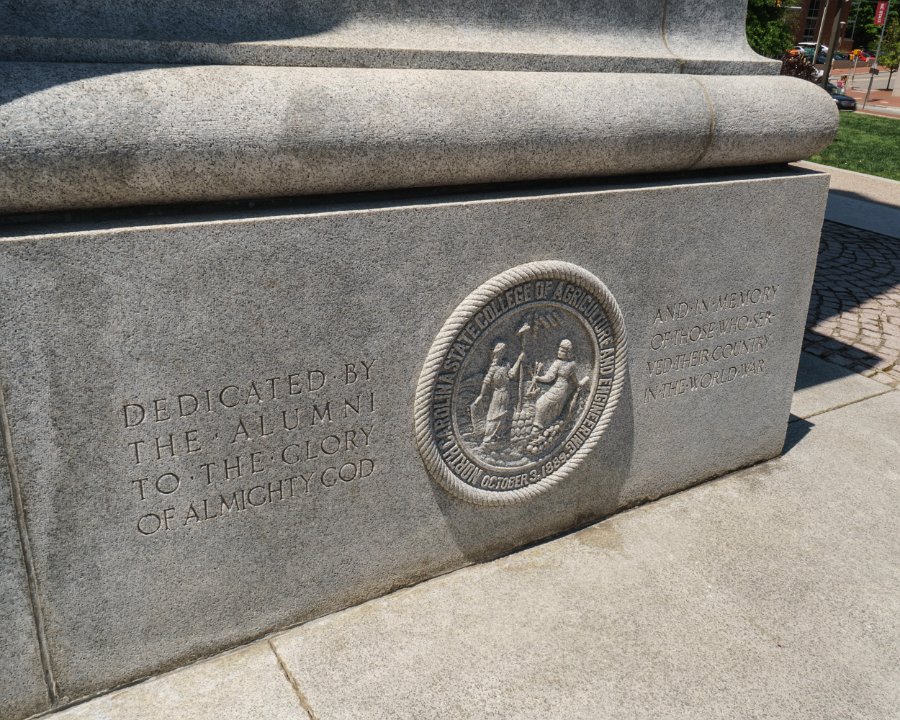 DEDICATED·BY
THE·ALUMNI
TO·THE·GLORY
OF ALMIGHTY GOD
NORTH CAROLINA STATE COLLEGE OF AGRICULTURE AND ENGINEERING
OCTOBER 3, 1889
AND·IN·MEMORY
OF·THOSE·WHO·SER-
VED·THEIR·COUNTRY·
IN·THE·WORLD·WAR